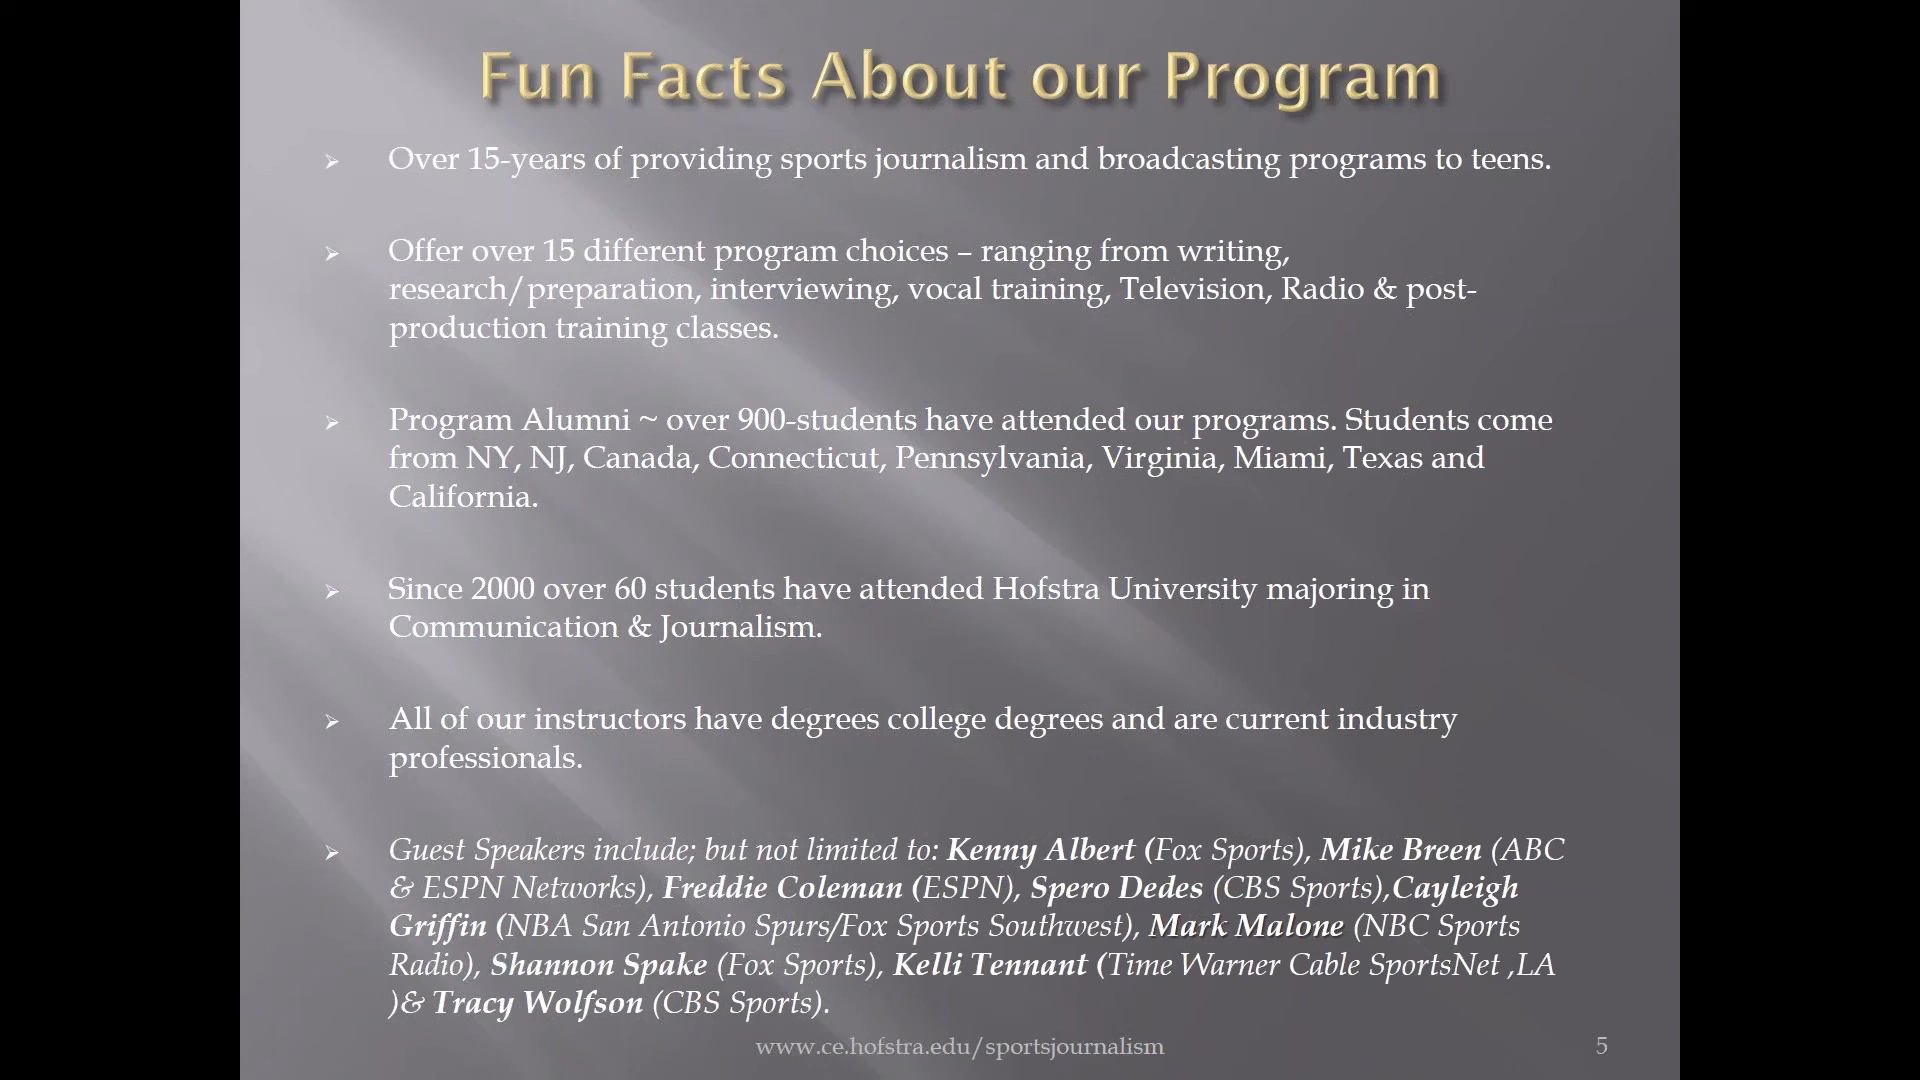 Fun Facts About our Program
Over 15-years of providing sports journalism and broadcasting programs to teens.
Offer over 15 different program choices – ranging from writing,
research/preparation, interviewing, vocal training, Television, Radio & post-
production training classes.
Program Alumni ~ over 900-students have attended our programs. Students come
from NY, NJ, Canada, Connecticut, Pennsylvania, Virginia, Miami, Texas and
California.
Since 2000 over 60 students have attended Hofstra University majoring in
Communication & Journalism.
All of our instructors have degrees college degrees and are current industry
professionals.
Guest Speakers include; but not limited to: Kenny Albert (Fox Sports), Mike Breen (ABC
& ESPN Networks), Freddie Coleman (ESPN), Spero Dedes (CBS Sports),Cayleigh
Griffin (NBA San Antonio Spurs/Fox Sports Southwest), Mark Malone (NBC Sports
Radio), Shannon Spake (Fox Sports), Kelli Tennant (Time Warner Cable SportsNet ,LA
)& Tracy Wolfson (CBS Sports).
www.ce.hofstra.edu/sportsjournalism
5